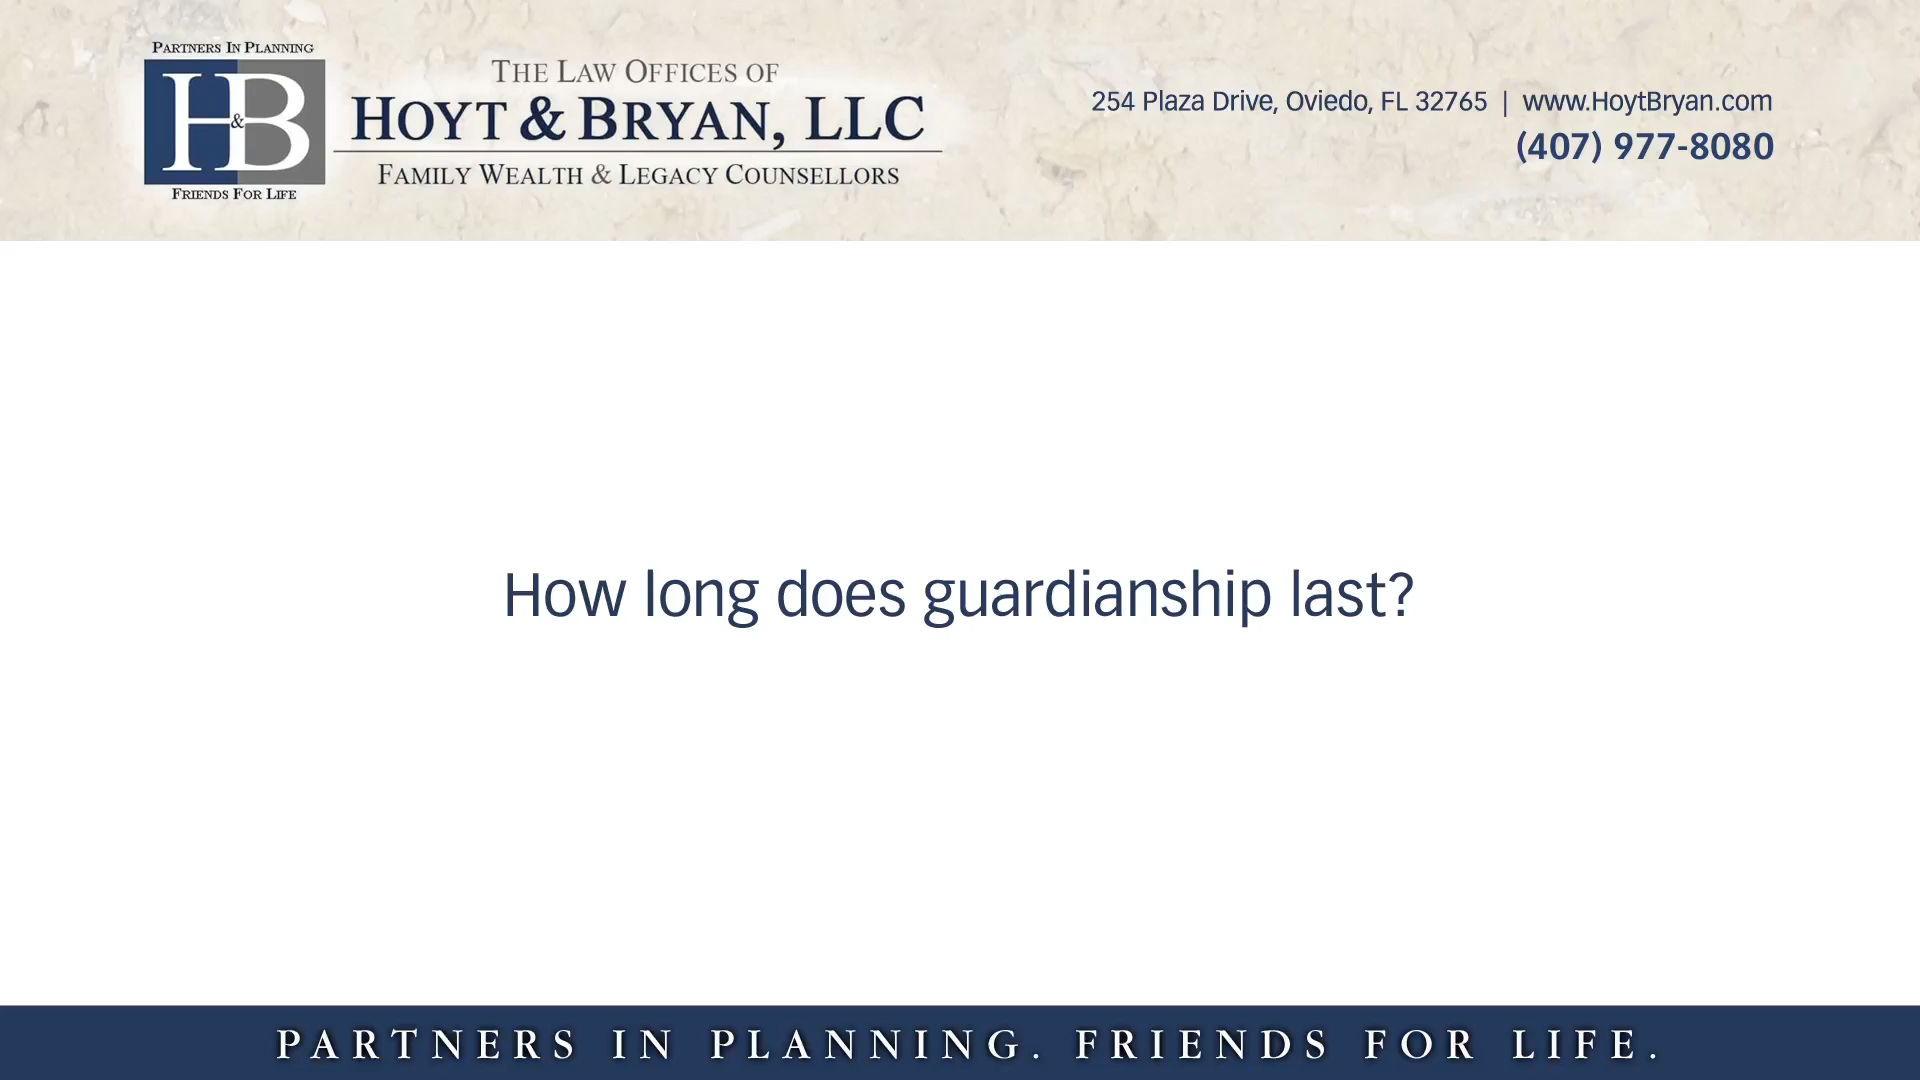 PARTNERS IN PLANNING
H&B
FRIENDS FOR LIFE
THE LAW OFFICES OF
HOYT & BRYAN, LLC
FAMILY WEALTH & LEGACY COUNSELLORS
254 Plaza Drive, Oviedo, FL 32765 | www.HoytBryan.com
(407) 977-8080
How long does guardianship last?
PARTNERS IN PLANNING. FRIENDS FOR LIFE.